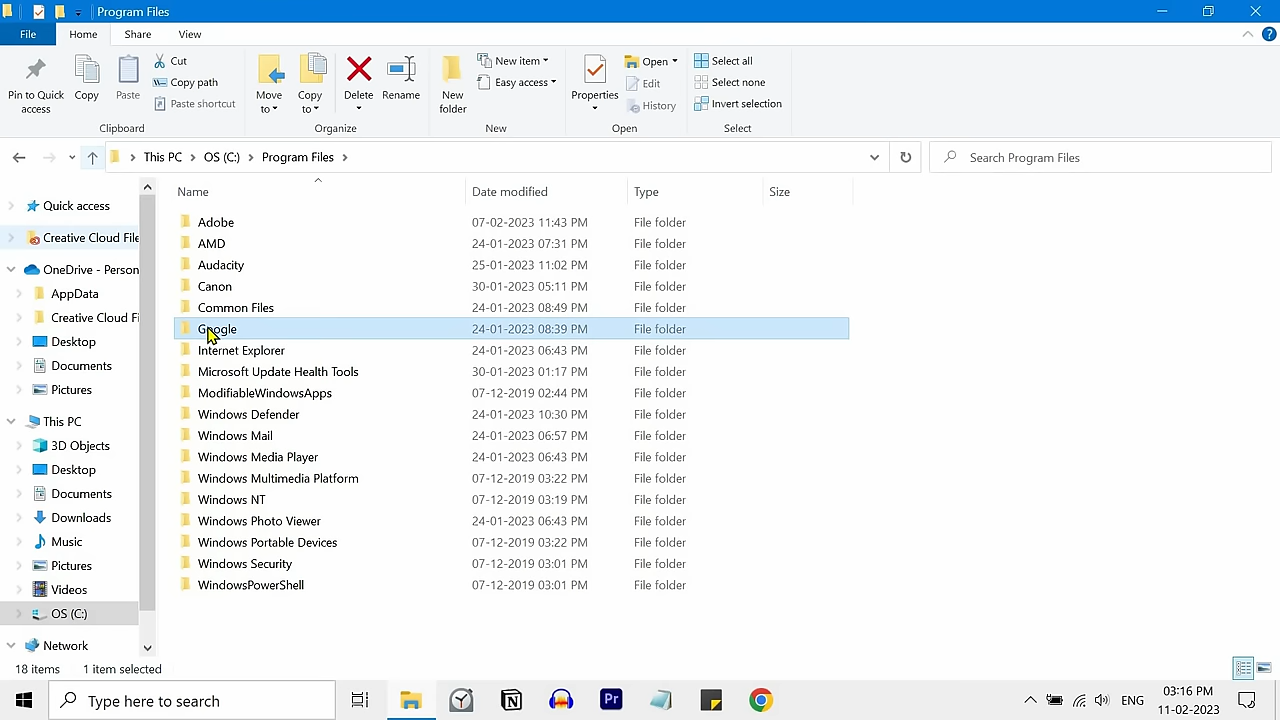 Program Files
File Home Share View
Pin to Quick access
Copy
Paste
Cut
Copy path
Paste shortcut
Clipboard
Move to
Copy to
Delete
Rename
Organize
New folder
New item
Easy access
New
Properties
Open
Edit
History
Open
Select all
Select none
Invert selection
Select
This PC OS (C:) Program Files
Search Program Files
Name Date modified Type Size
Quick access
Creative Cloud File
OneDrive - Person
AppData
Creative Cloud Fi
Desktop
Documents
Pictures
This PC
3D Objects
Desktop
Documents
Downloads
Music
Pictures
Videos
OS (C:)
Network
Adobe 07-02-2023 11:43 PM File folder
AMD 24-01-2023 07:31 PM File folder
Audacity 25-01-2023 11:02 PM File folder
Canon 30-01-2023 05:11 PM File folder
Common Files 24-01-2023 08:49 PM File folder
Google 24-01-2023 08:39 PM File folder
Internet Explorer 24-01-2023 06:43 PM File folder
Microsoft Update Health Tools 30-01-2023 01:17 PM File folder
ModifiableWindowsApps 07-12-2019 02:44 PM File folder
Windows Defender 24-01-2023 10:30 PM File folder
Windows Mail 24-01-2023 06:57 PM File folder
Windows Media Player 24-01-2023 06:43 PM File folder
Windows Multimedia Platform 07-12-2019 03:22 PM File folder
Windows NT 07-12-2019 03:19 PM File folder
Windows Photo Viewer 24-01-2023 06:43 PM File folder
Windows Portable Devices 07-12-2019 03:22 PM File folder
Windows Security 07-12-2019 03:01 PM File folder
WindowsPowerShell 07-12-2019 03:01 PM File folder
18 items 1 item selected
Type here to search
Pr
ENG
03:16 PM
11-02-2023